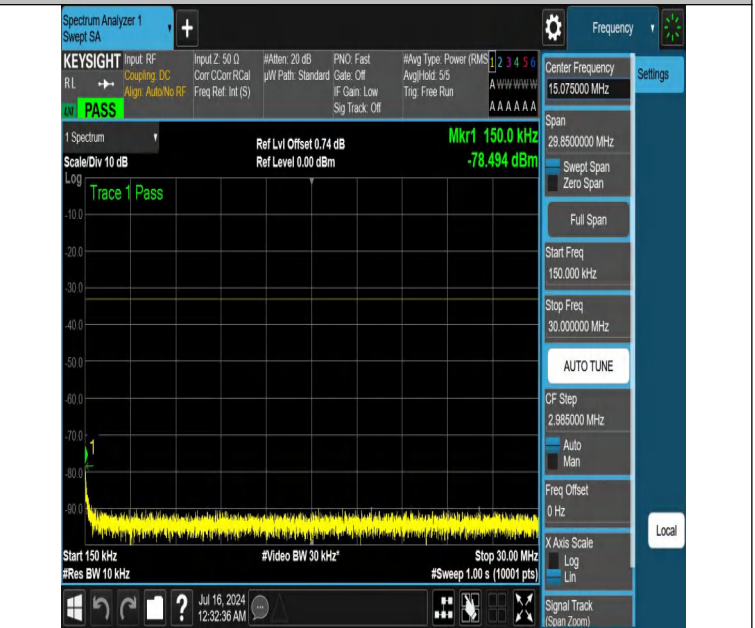 Spectrum Analyzer 1
Swept SA
+
Frequency
KEYSIGHT
RL
PASS
Input: RF
Coupling: DC
Align: Auto/No RF
Input Z: 50 Ω
Corr CCorr RCal
Freq Ref: Int (S)
#Atten: 20 dB
µW Path: Standard
PNO: Fast
Gate: Off
IF Gain: Low
Sig Track: Off
#Avg Type: Power (RMS
Avg|Hold: 5/5
Trig: Free Run
1 2 3 4 5 6
A W W W W W
A A A A A A
1 Spectrum
Scale/Div 10 dB
Ref Lvl Offset 0.74 dB
Ref Level 0.00 dBm
Mkr1 150.0 kHz
-78.494 dBm
Log
Trace 1 Pass
-10.0
-20.0
-30.0
-40.0
-50.0
-60.0
-70.0
1
-80.0
-90.0
Start 150 kHz
#Video BW 30 kHz*
Stop 30.00 MHz
#Res BW 10 kHz
#Sweep 1.00 s (10001 pts)
?
Jul 16, 2024
12:32:36 AM
Center Frequency
15.075000 MHz
Settings
Span
29.8500000 MHz
Swept Span
Zero Span
Full Span
Start Freq
150.000 kHz
Stop Freq
30.000000 MHz
AUTO TUNE
CF Step
2.985000 MHz
Auto
Man
Freq Offset
0 Hz
X Axis Scale
Log
Lin
Local
Signal Track
(Span Zoom)